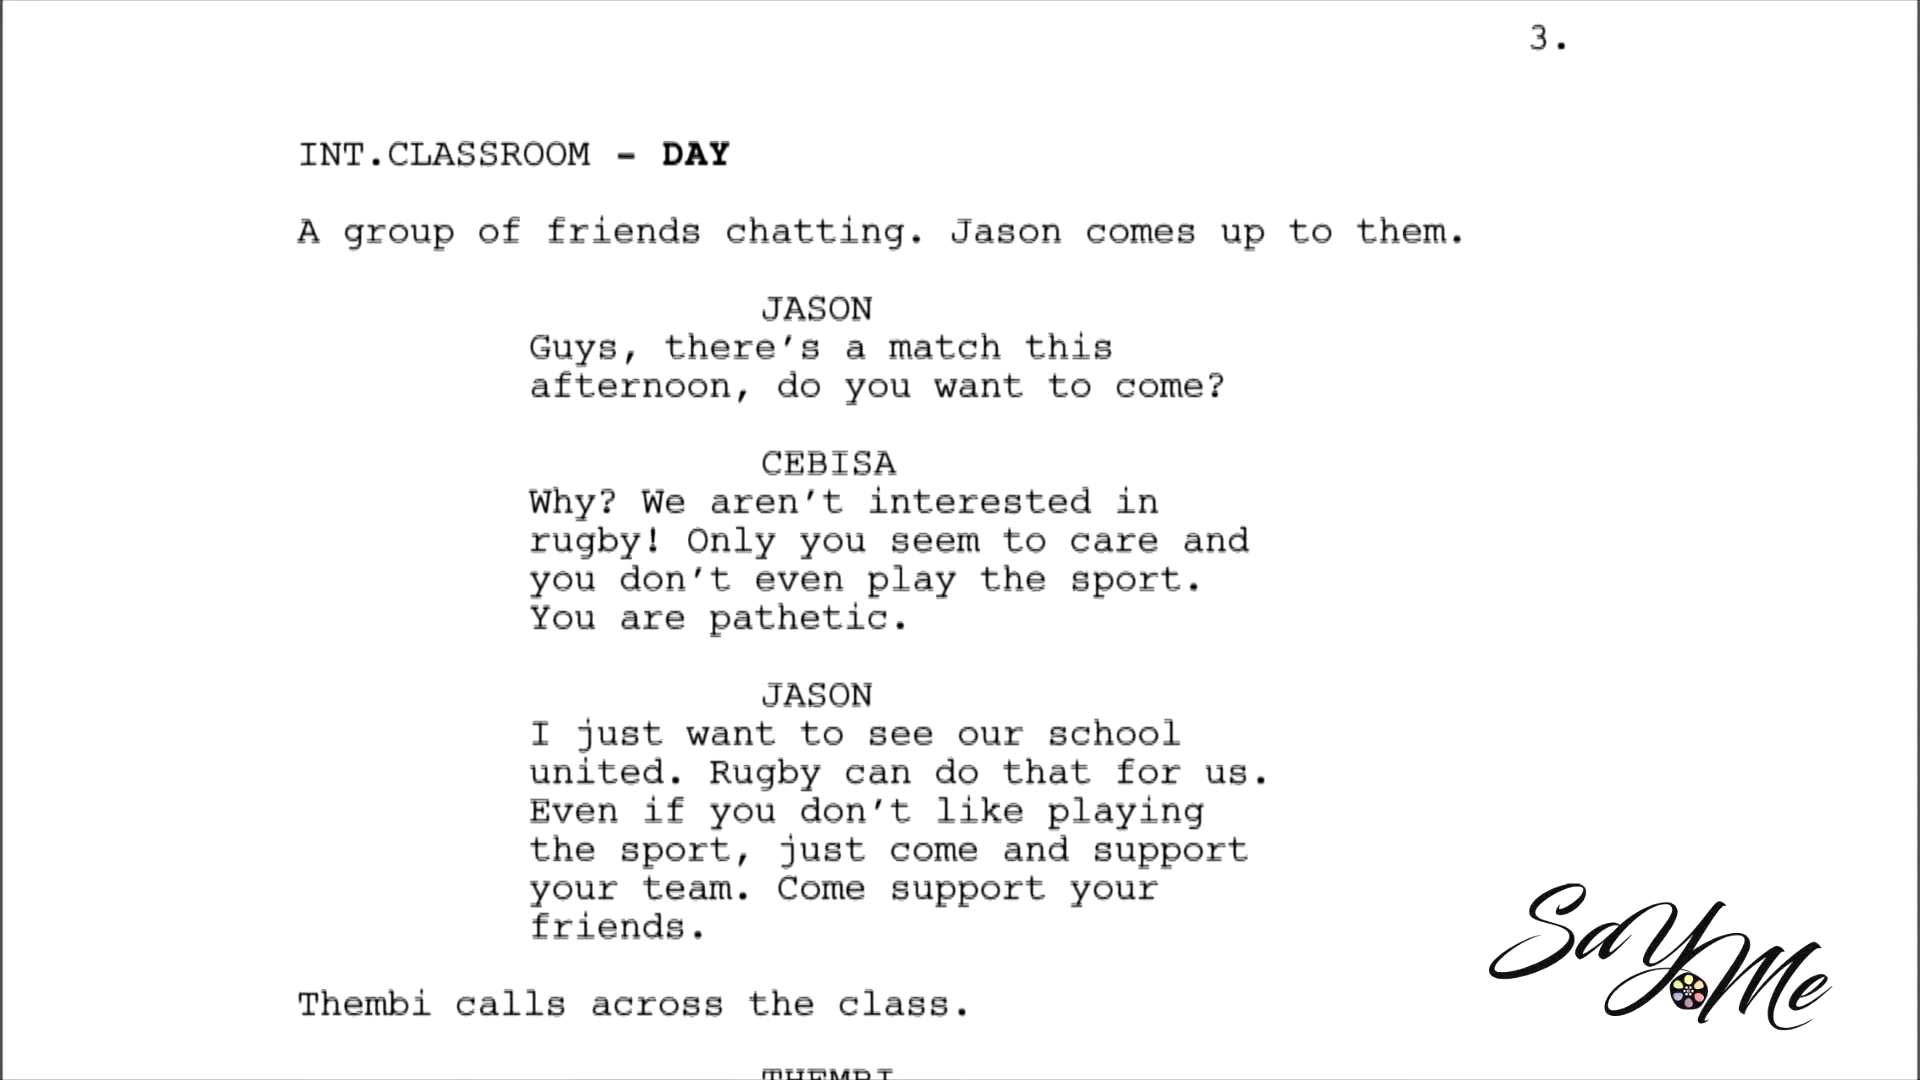 3.
INT.CLASSROOM - DAY
A group of friends chatting. Jason comes up to them.
JASON
Guys, there's a match this
afternoon, do you want to come?
CEBISA
Why? We aren't interested in
rugby! Only you seem to care and
you don't even play the sport.
You are pathetic.
JASON
I just want to see our school
united. Rugby can do that for us.
Even if you don't like playing
the sport, just come and support
your team. Come support your
friends.
Thembi calls across the class.
THEMBI
SaYMe